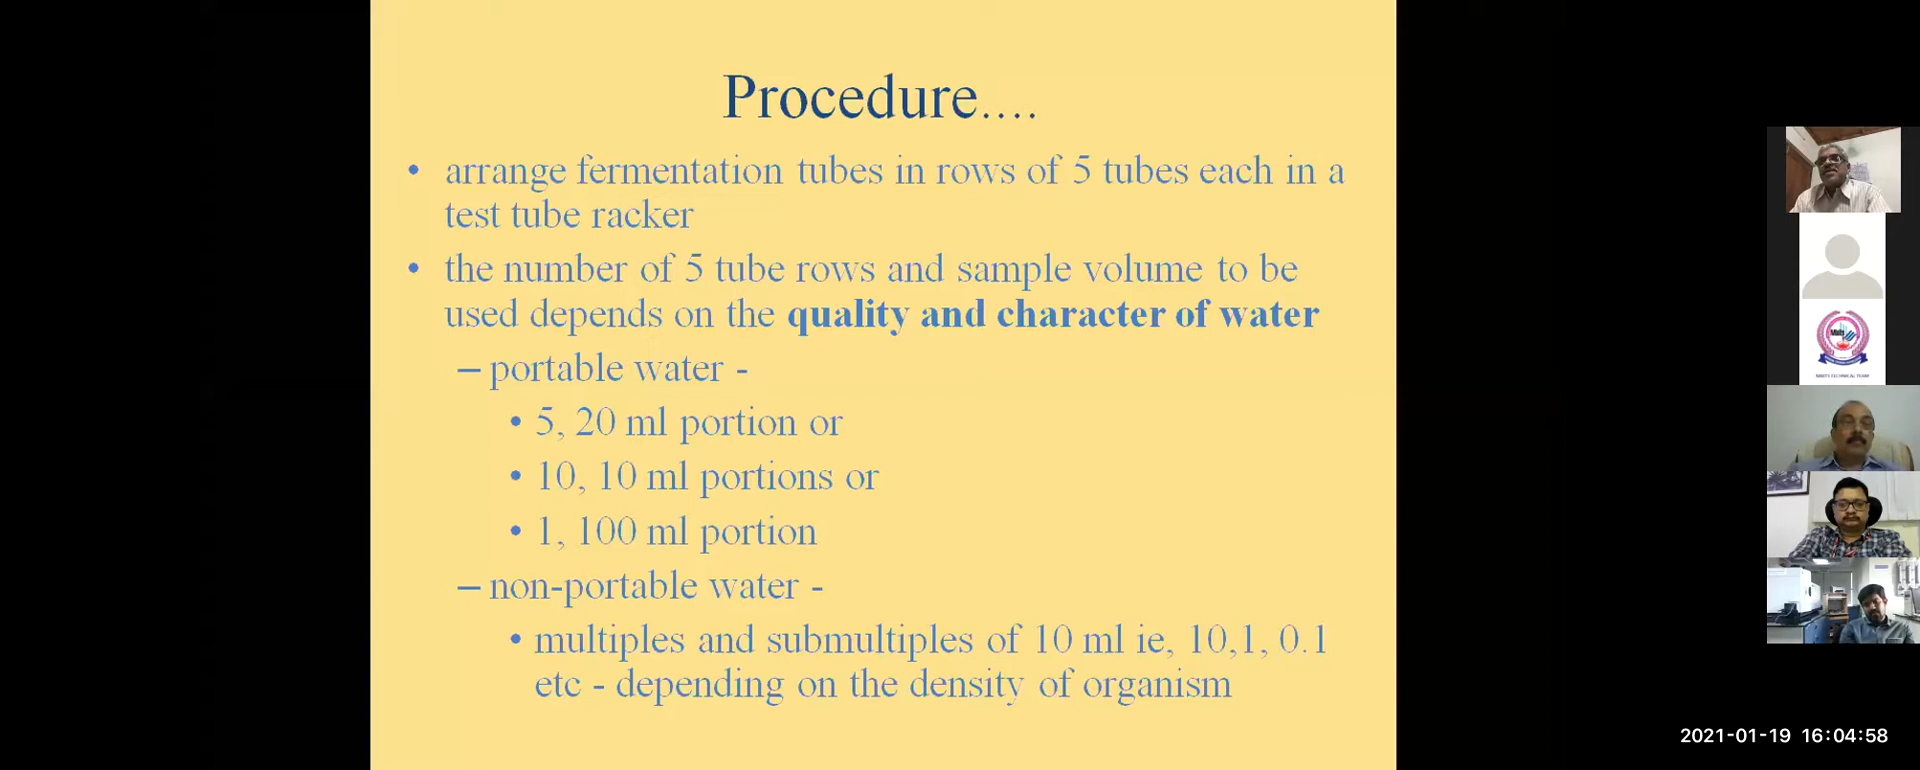 Procedure....
• arrange fermentation tubes in rows of 5 tubes each in a
test tube racker
• the number of 5 tube rows and sample volume to be
used depends on the quality and character of water
– portable water -
• 5, 20 ml portion or
• 10, 10 ml portions or
• 1, 100 ml portion
– non-portable water -
• multiples and submultiples of 10 ml ie, 10,1, 0.1
etc - depending on the density of organism
2021-01-19 16:04:58